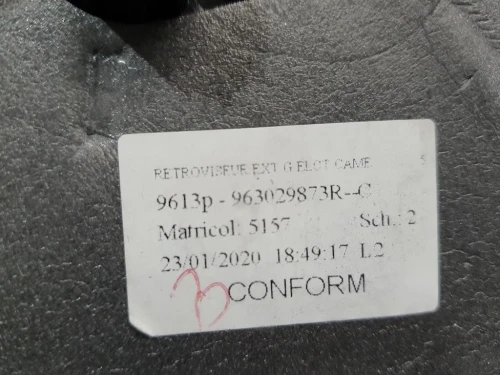 RETROVISEUR EXT G ELCT CAME
9613p - 963029873R--C
Matricol: 5157 Sch.: 2
23/01/2020 18:49:17 L2
CONFORM